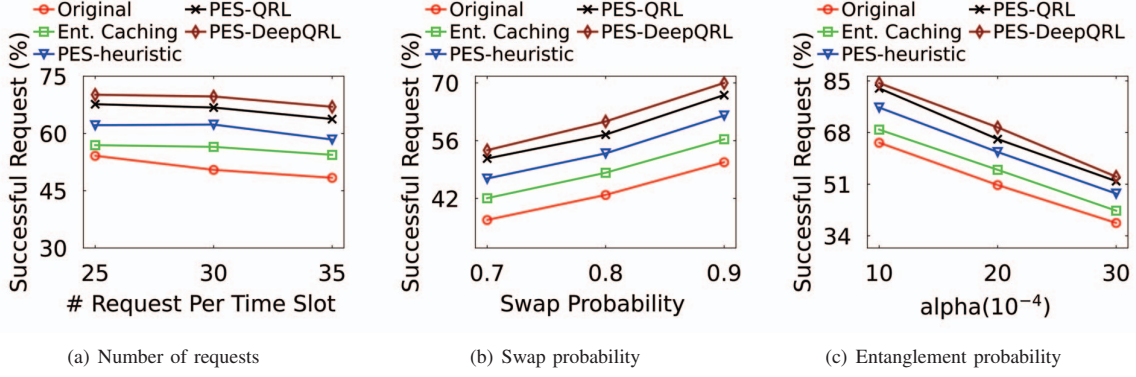 Original
PES-QRL
Ent. Caching
PES-DeepQRL
PES-heuristic
Successful Request (%)
75
60
45
30
25 30 35
# Request Per Time Slot
(a) Number of requests
Original
PES-QRL
Ent. Caching
PES-DeepQRL
PES-heuristic
Successful Request (%)
70
56
42
0.7 0.8 0.9
Swap Probability
(b) Swap probability
Original
PES-QRL
Ent. Caching
PES-DeepQRL
PES-heuristic
Successful Request (%)
85
68
51
34
10 20 30
alpha(10⁻⁴)
(c) Entanglement probability